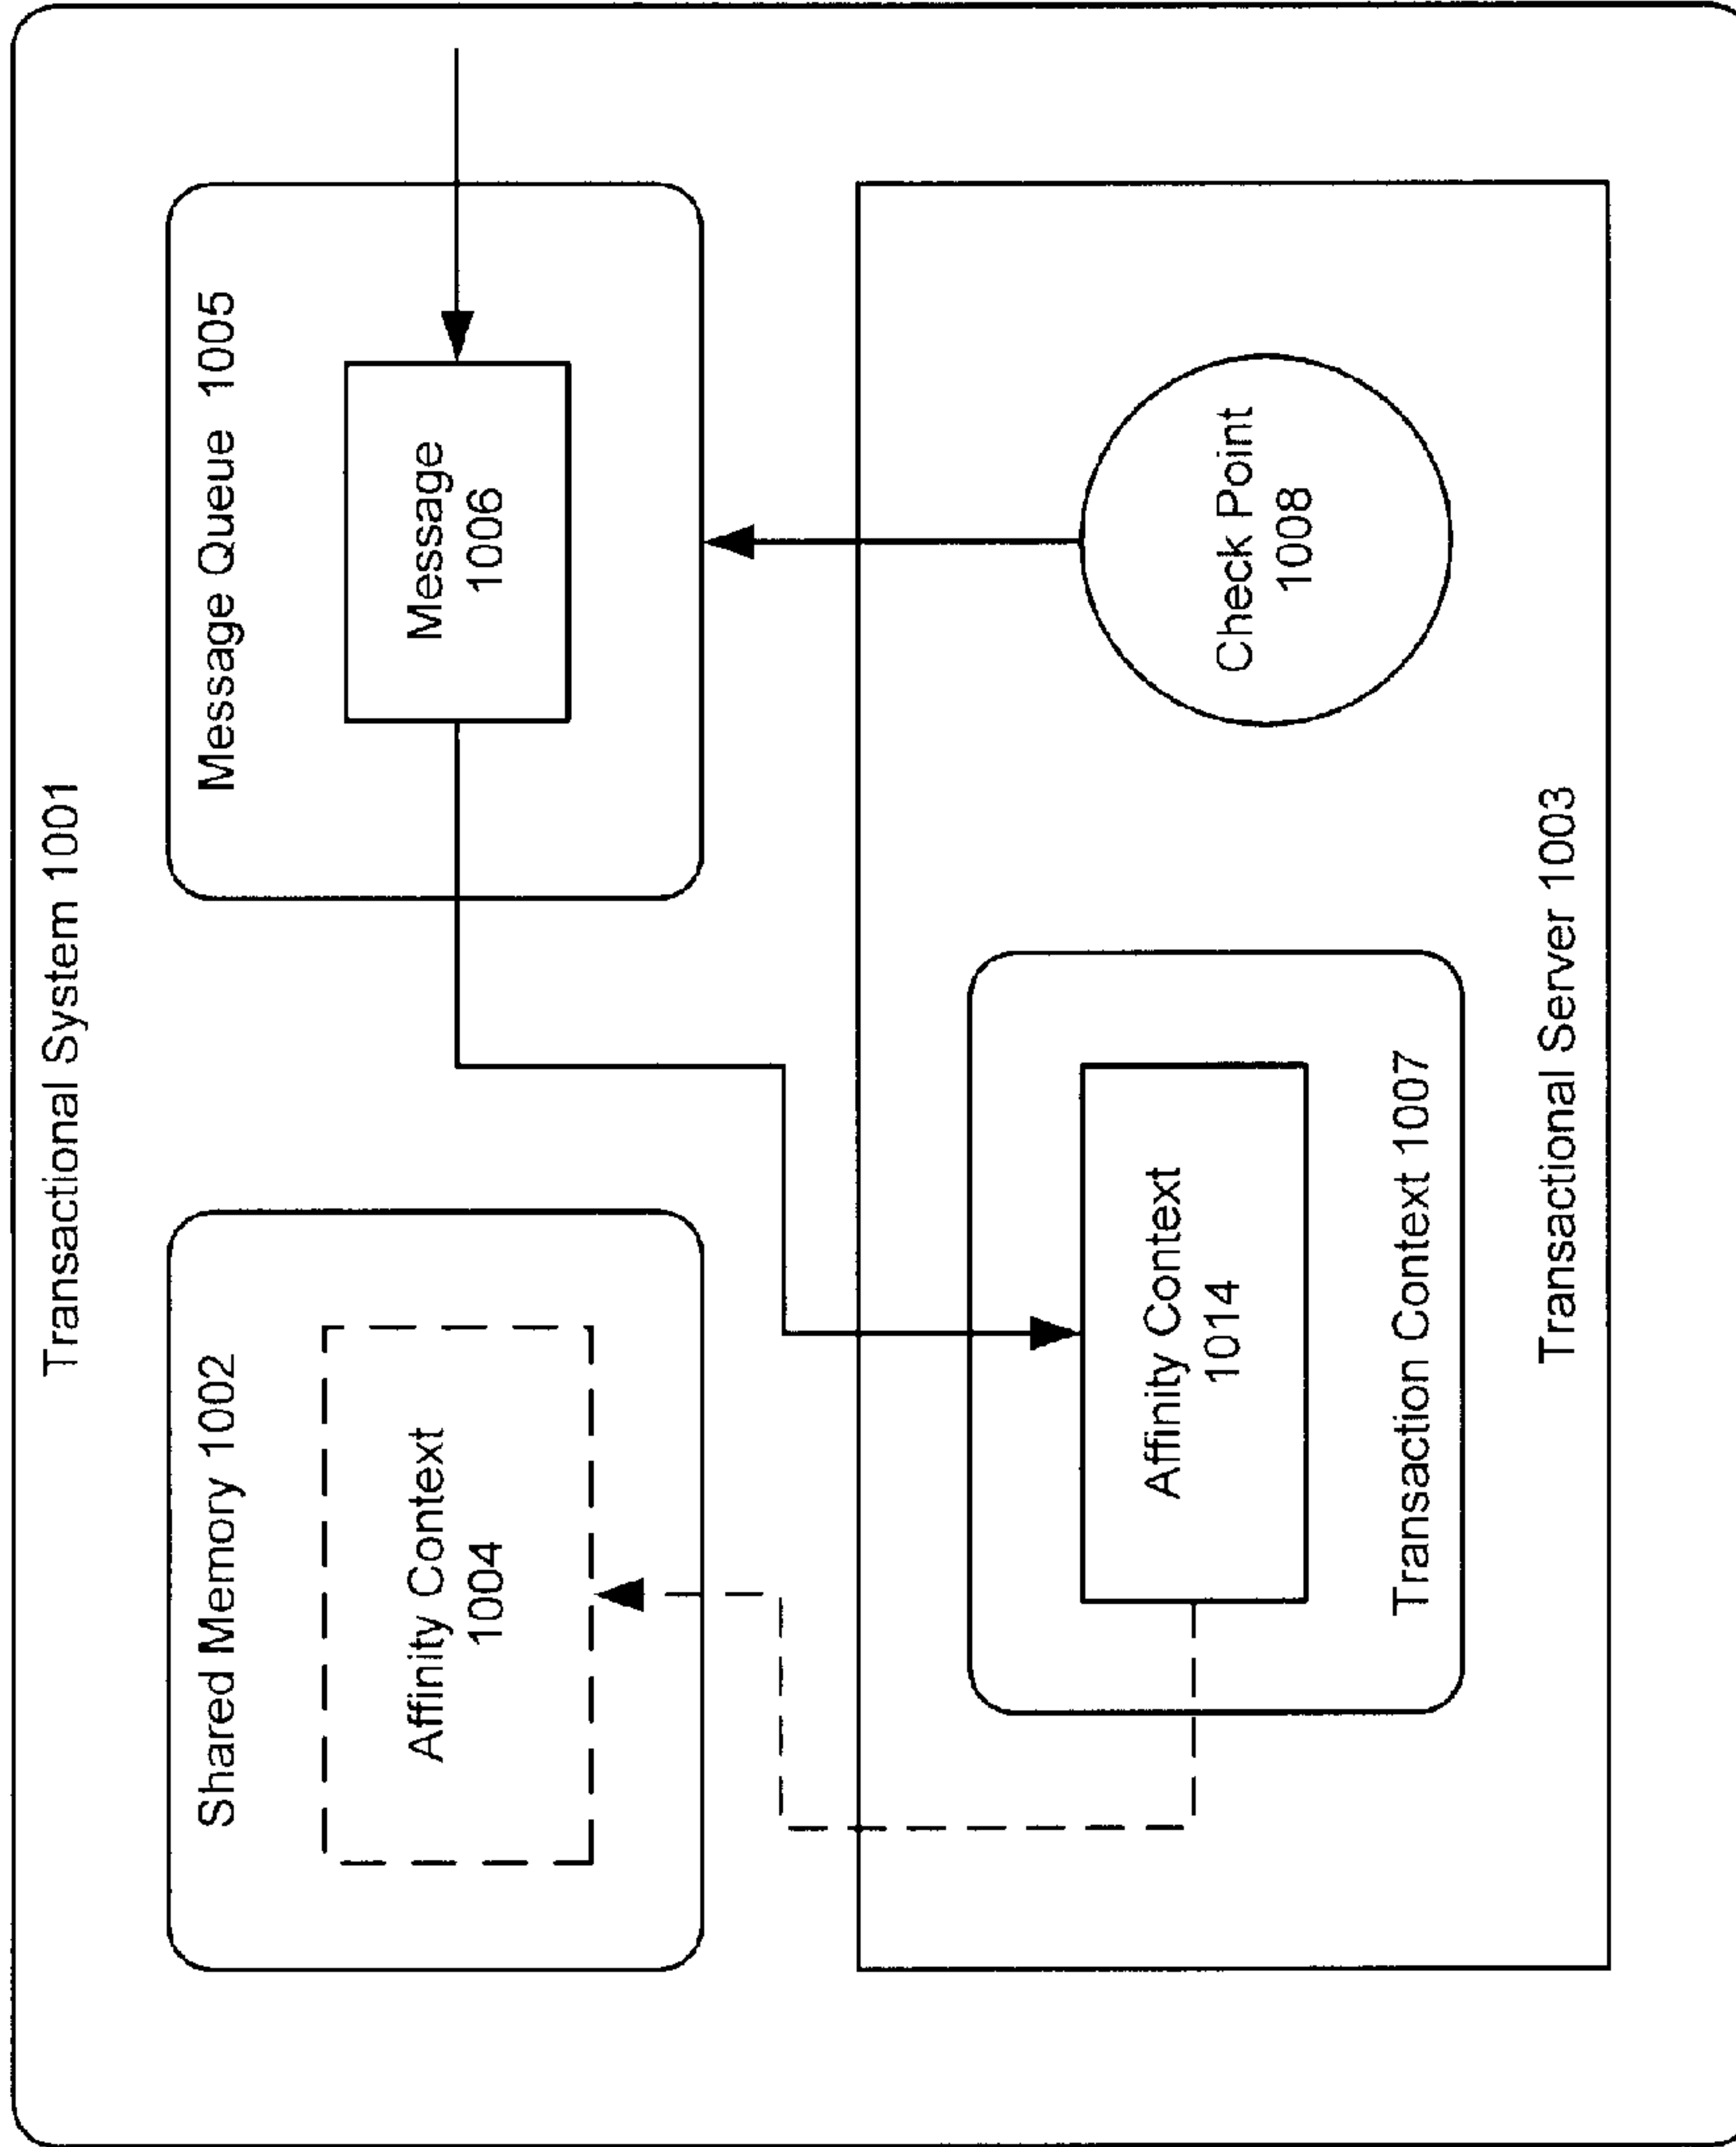 Transactional System 1001
Shared Memory 1002
Affinity Context
1004
Message Queue 1005
Message
1006
Affinity Context
1014
Transaction Context 1007
Check Point
1008
Transactional Server 1003